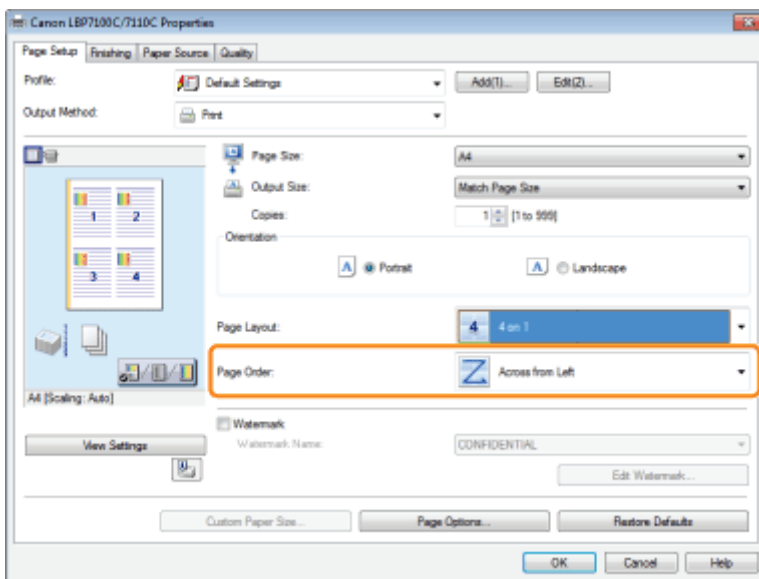 Canon LBP7100C/7110C Properties
Page Setup Finishing Paper Source Quality
Profile: Default Settings Add(1)... Edit(2)...
Output Method: Print
Page Size: A4
Output Size: Match Page Size
Copies: 1 [1 to 999]
Orientation
A Portrait A Landscape
1 2
3 4
Page Layout: 4 4 on 1
Page Order: Across from Left
A4 [Scaling: Auto]
Watermark
View Settings Watermark Name: CONFIDENTIAL
Edit Watermark...
Custom Paper Size... Page Options... Restore Defaults
OK Cancel Help